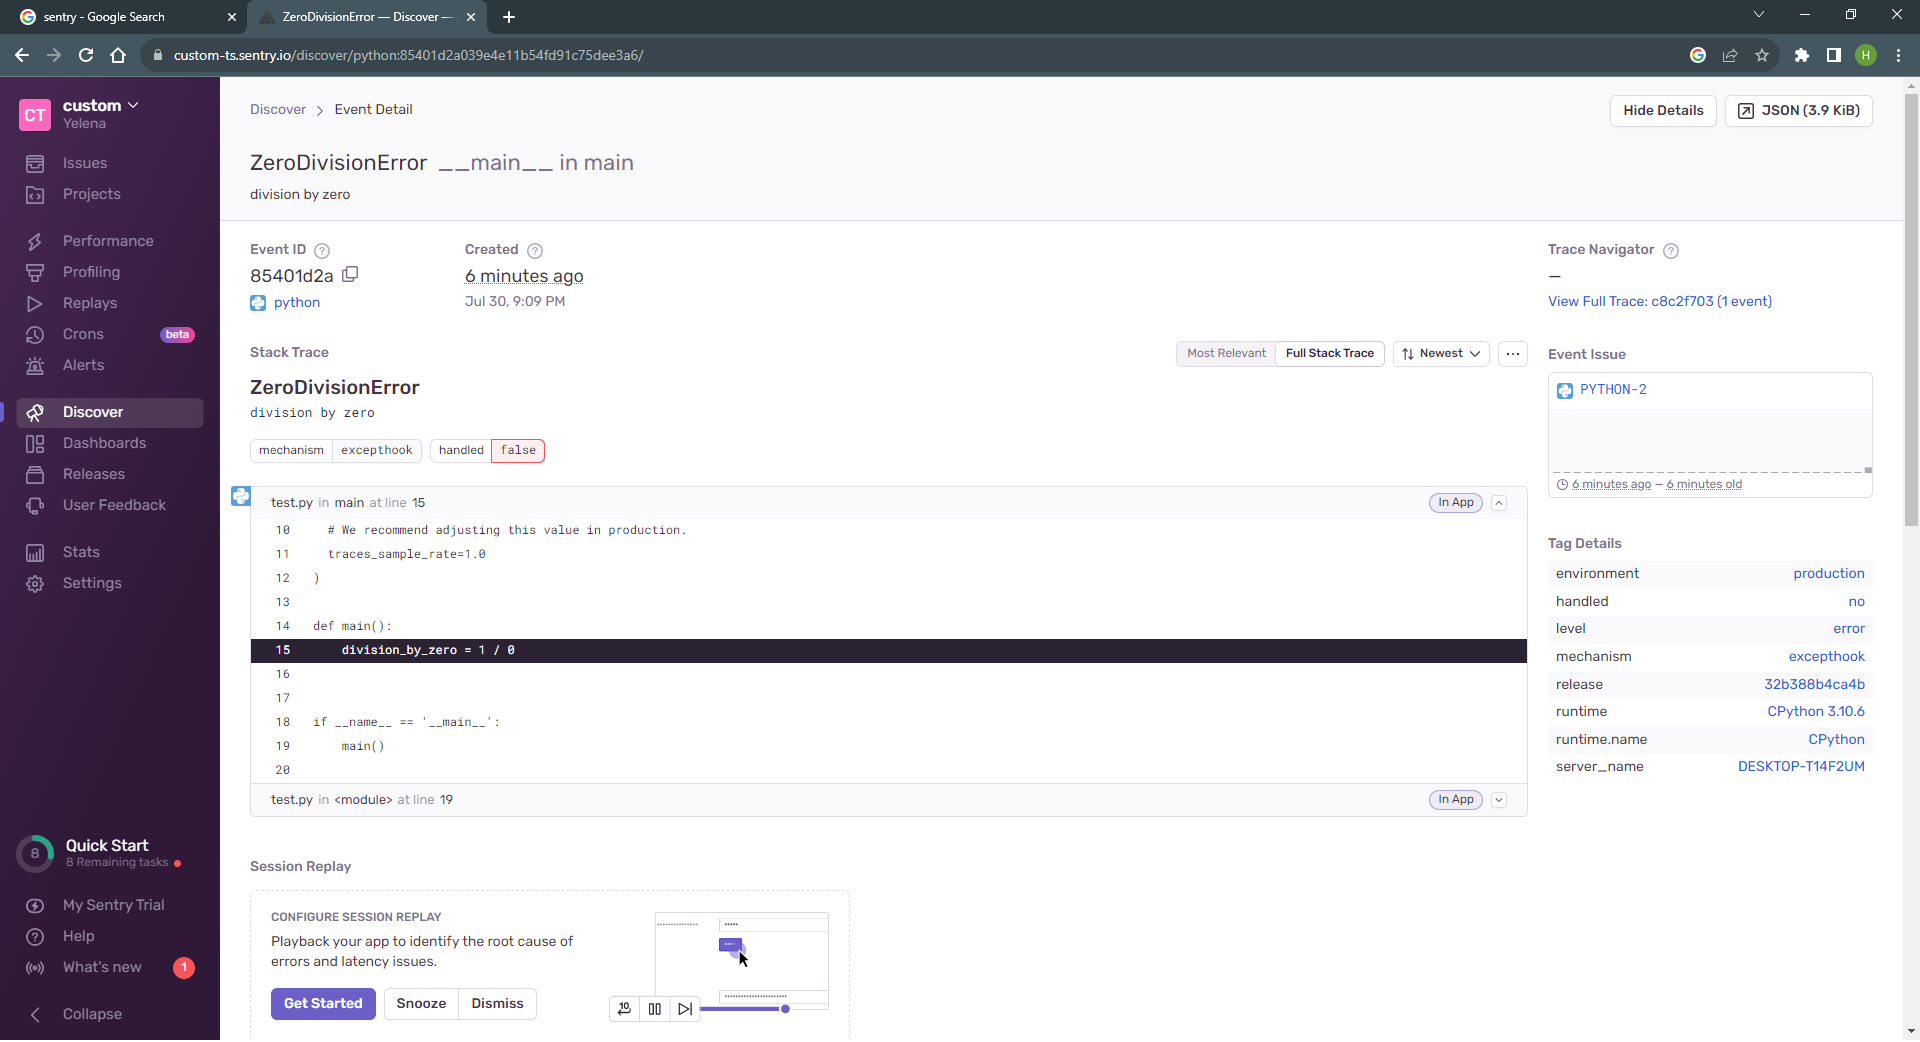 sentry - Google Search
ZeroDivisionError — Discover —
custom-ts.sentry.io/discover/python:85401d2a039e4e11b54fd91c75dee3a6/
H
CT
custom
Yelena
Issues
Projects
Performance
Profiling
Replays
Crons beta
Alerts
Discover
Dashboards
Releases
User Feedback
Stats
Settings
8
Quick Start
8 Remaining tasks
My Sentry Trial
Help
What's new 1
Collapse
Discover > Event Detail
Hide Details
JSON (3.9 KiB)
ZeroDivisionError __main__ in main
division by zero
Event ID ?
85401d2a
python
Created ?
6 minutes ago
Jul 30, 9:09 PM
Stack Trace
Most Relevant
Full Stack Trace
Newest
ZeroDivisionError
division by zero
mechanism excepthook
handled false
test.py in main at line 15
In App
10 # We recommend adjusting this value in production.
11 traces_sample_rate=1.0
12 )
13
14 def main():
15 division_by_zero = 1 / 0
16
17
18 if __name__ == '__main__':
19 main()
20
test.py in <module> at line 19
In App
Session Replay
CONFIGURE SESSION REPLAY
Playback your app to identify the root cause of
errors and latency issues.
Get Started
Snooze
Dismiss
10
Trace Navigator ?
—
View Full Trace: c8c2f703 (1 event)
Event Issue
PYTHON-2
6 minutes ago — 6 minutes old
Tag Details
environment production
handled no
level error
mechanism excepthook
release 32b388b4ca4b
runtime CPython 3.10.6
runtime.name CPython
server_name DESKTOP-T14F2UM